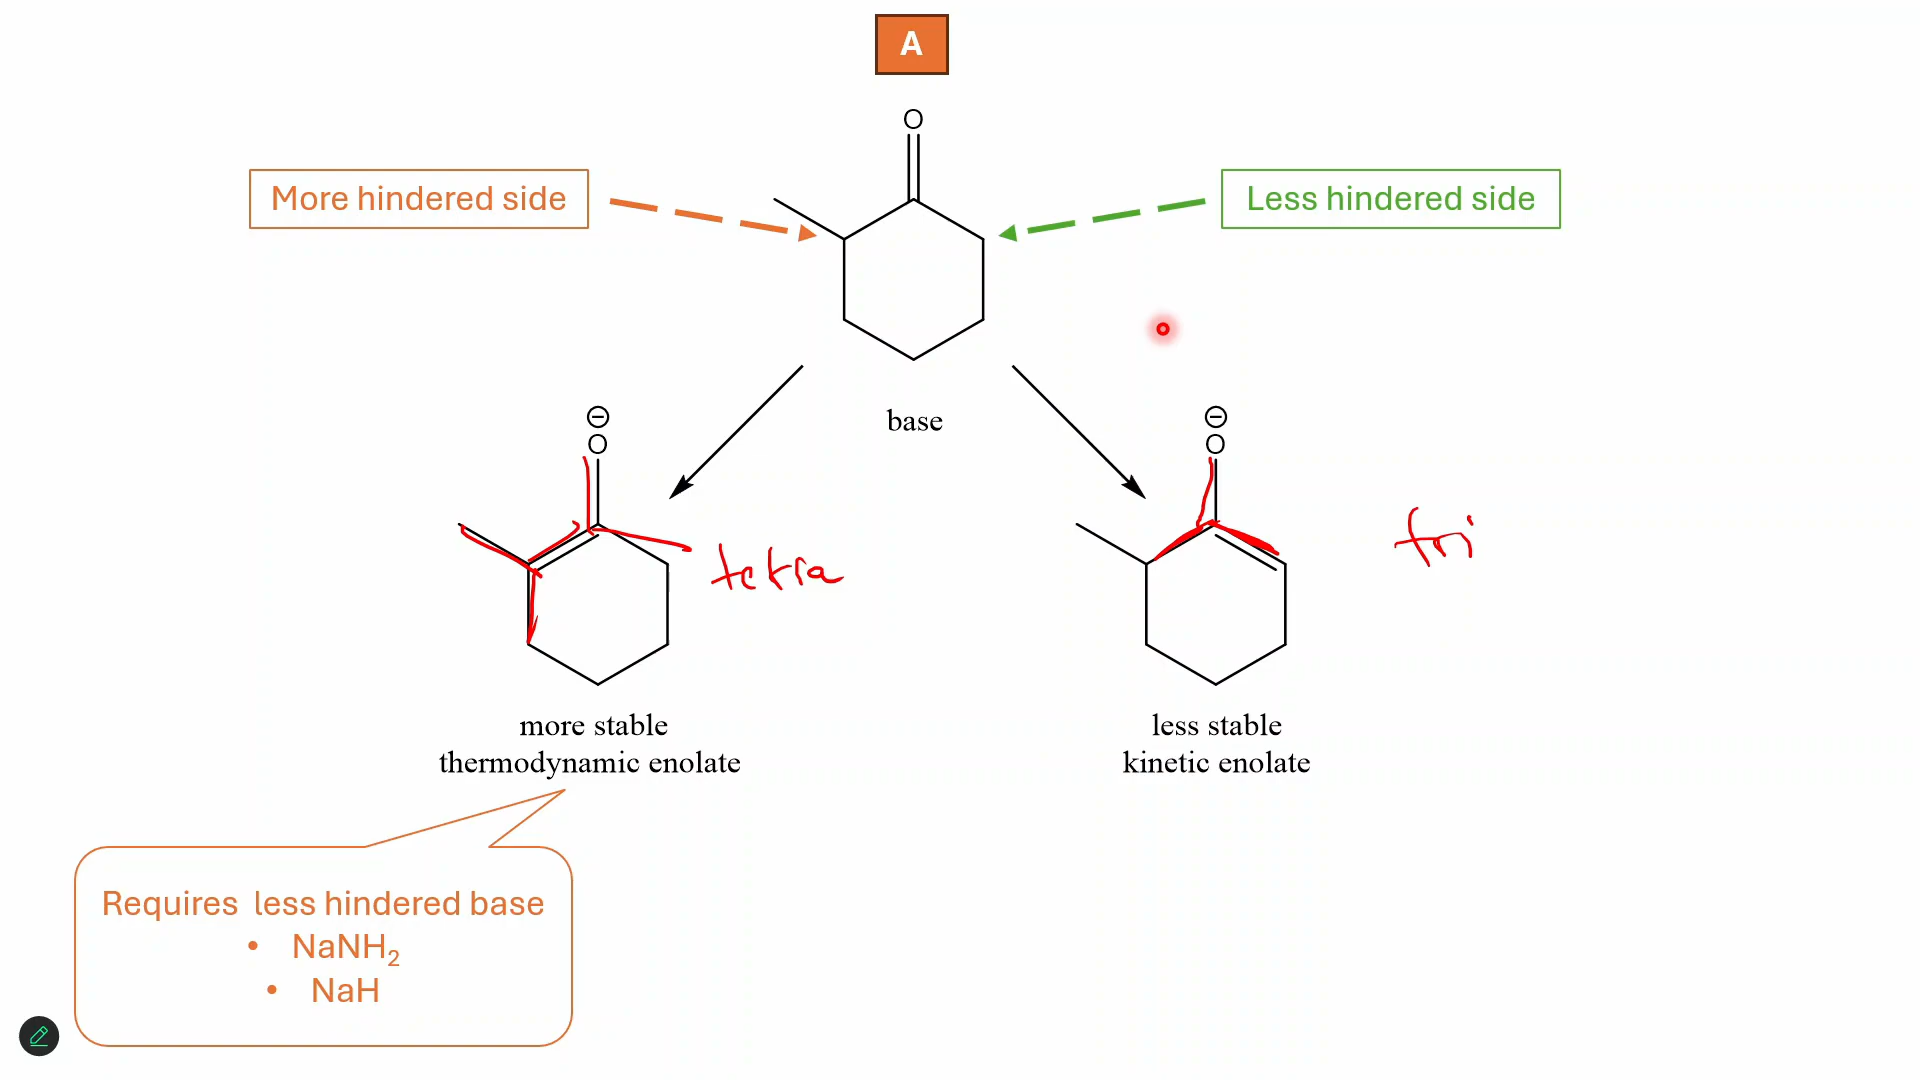 A
O
More hindered side
Less hindered side
base
⊖
O
⊖
O
tetra
tri
more stable
thermodynamic enolate
less stable
kinetic enolate
Requires less hindered base
• NaNH₂
• NaH